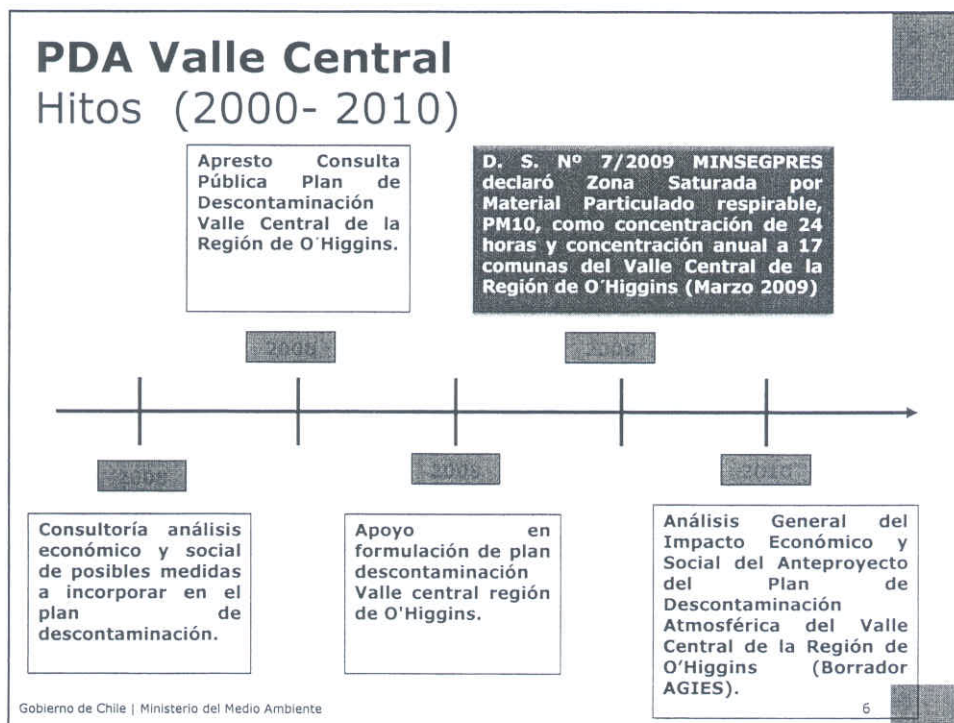 PDA Valle Central
Hitos (2000- 2010)
Apresto Consulta
Pública Plan de
Descontaminación
Valle Central de la
Región de O´Higgins.
D. S. Nº 7/2009 MINSEGPRES
declaró Zona Saturada por
Material Particulado respirable,
PM10, como concentración de 24
horas y concentración anual a 17
comunas del Valle Central de la
Región de O´Higgins (Marzo 2009)
Consultoría análisis
económico y social
de posibles medidas
a incorporar en el
plan de
descontaminación.
Apoyo en
formulación de plan
descontaminación
Valle central región
de O'Higgins.
Análisis General del
Impacto Económico y
Social del Anteproyecto
del Plan de
Descontaminación
Atmosférica del Valle
Central de la Región de
O’Higgins (Borrador
AGIES).
Gobierno de Chile | Ministerio del Medio Ambiente
6